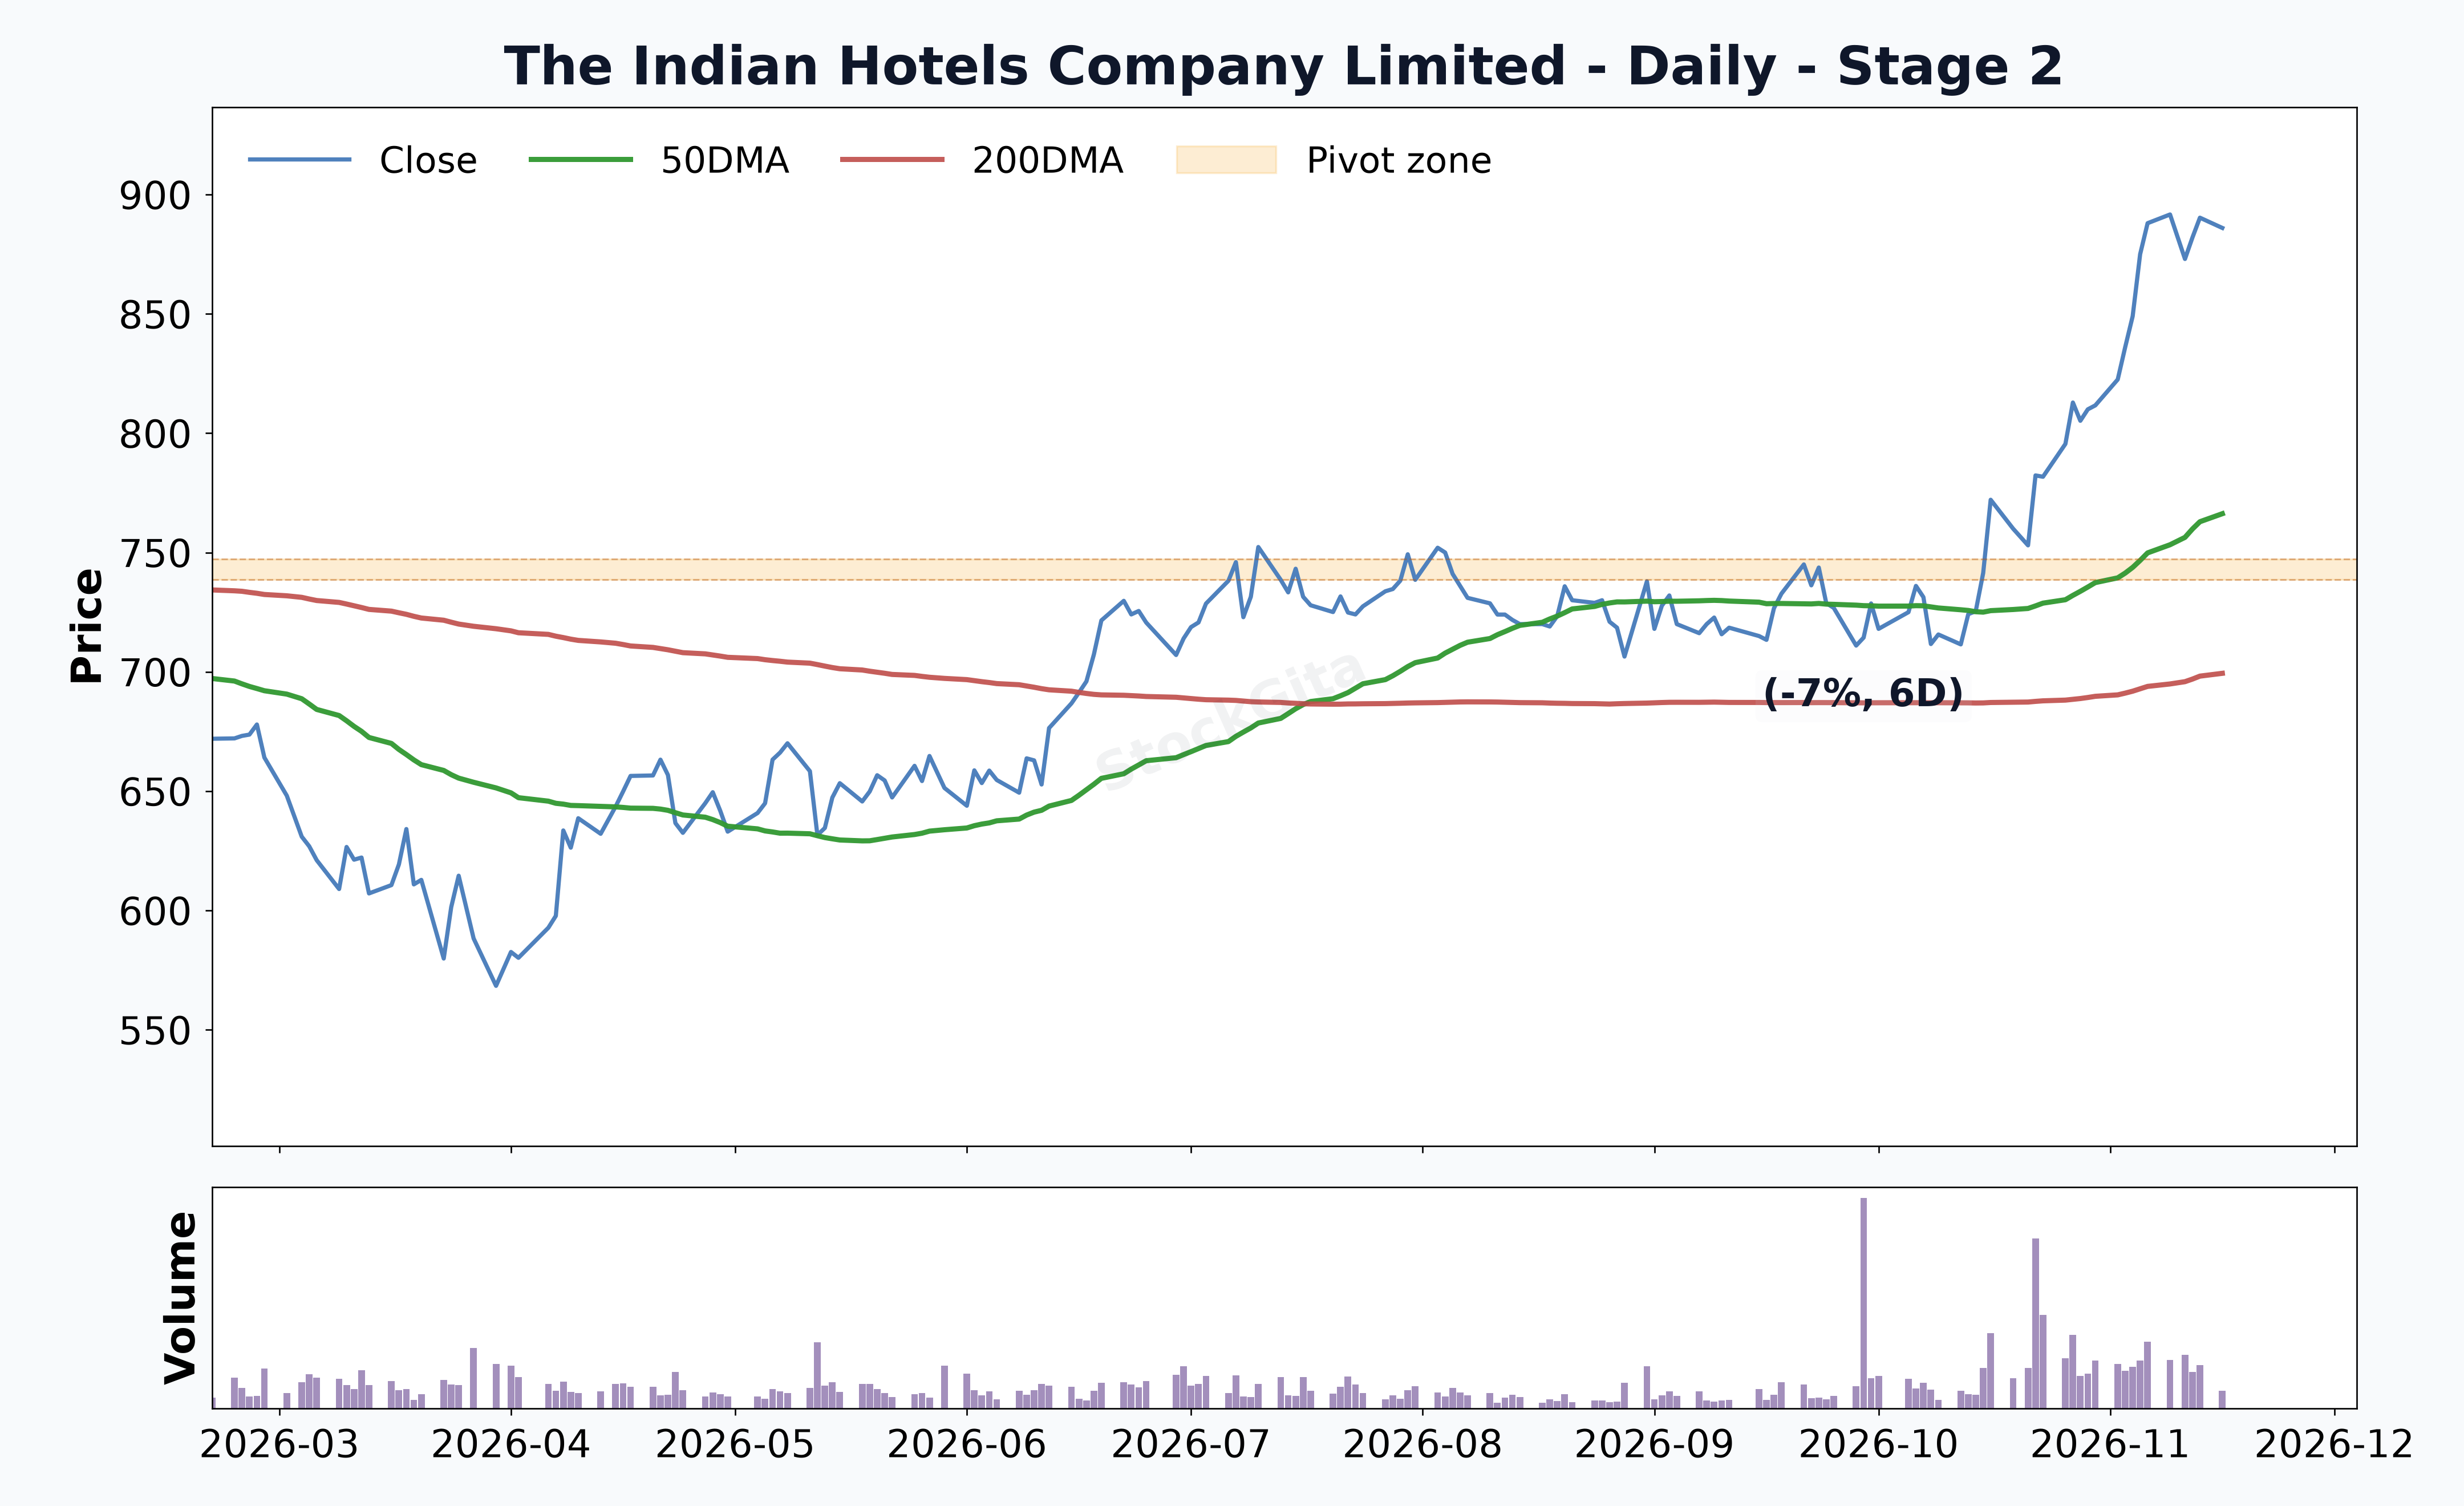 The Indian Hotels Company Limited - Daily - Stage 2
Close 50DMA 200DMA Pivot zone
Price
900
850
800
750
700
650
600
550
(-7%, 6D)
StockGita
Volume
2026-03 2026-04 2026-05 2026-06 2026-07 2026-08 2026-09 2026-10 2026-11 2026-12